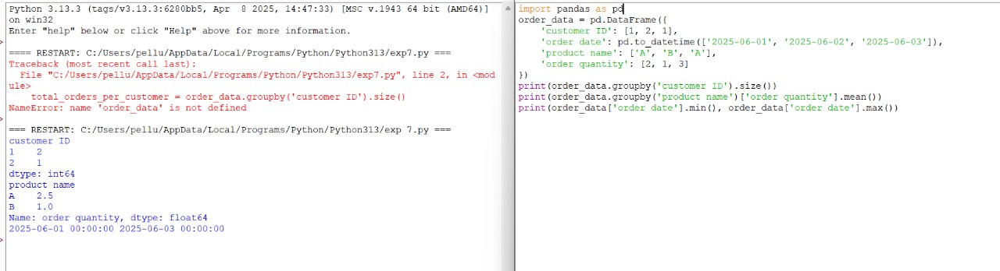 Python 3.13.3 (tags/v3.13.3:6280bb5, Apr  8 2025, 14:47:33) [MSC v.1943 64 bit (AMD64)]
on win32
Enter "help" below or click "Help" above for more information.
==== RESTART: C:/Users/pellu/AppData/Local/Programs/Python/Python313/exp7.py ===
Traceback (most recent call last):
  File "C:/Users/pellu/AppData/Local/Programs/Python/Python313/exp7.py", line 2, in <mod
ule>
    total_orders_per_customer = order_data.groupby('customer ID').size()
NameError: name 'order_data' is not defined
=== RESTART: C:/Users/pellu/AppData/Local/Programs/Python/Python313/exp 7.py ===
customer ID
1    2
2    1
dtype: int64
product name
A    2.5
B    1.0
Name: order quantity, dtype: float64
2025-06-01 00:00:00 2025-06-03 00:00:00
import pandas as pd
order_data = pd.DataFrame({
    'customer ID': [1, 2, 1],
    'order date': pd.to_datetime(['2025-06-01', '2025-06-02', '2025-06-03']),
    'product name': ['A', 'B', 'A'],
    'order quantity': [2, 1, 3]
})
print(order_data.groupby('customer ID').size())
print(order_data.groupby('product name')['order quantity'].mean())
print(order_data['order date'].min(), order_data['order date'].max())